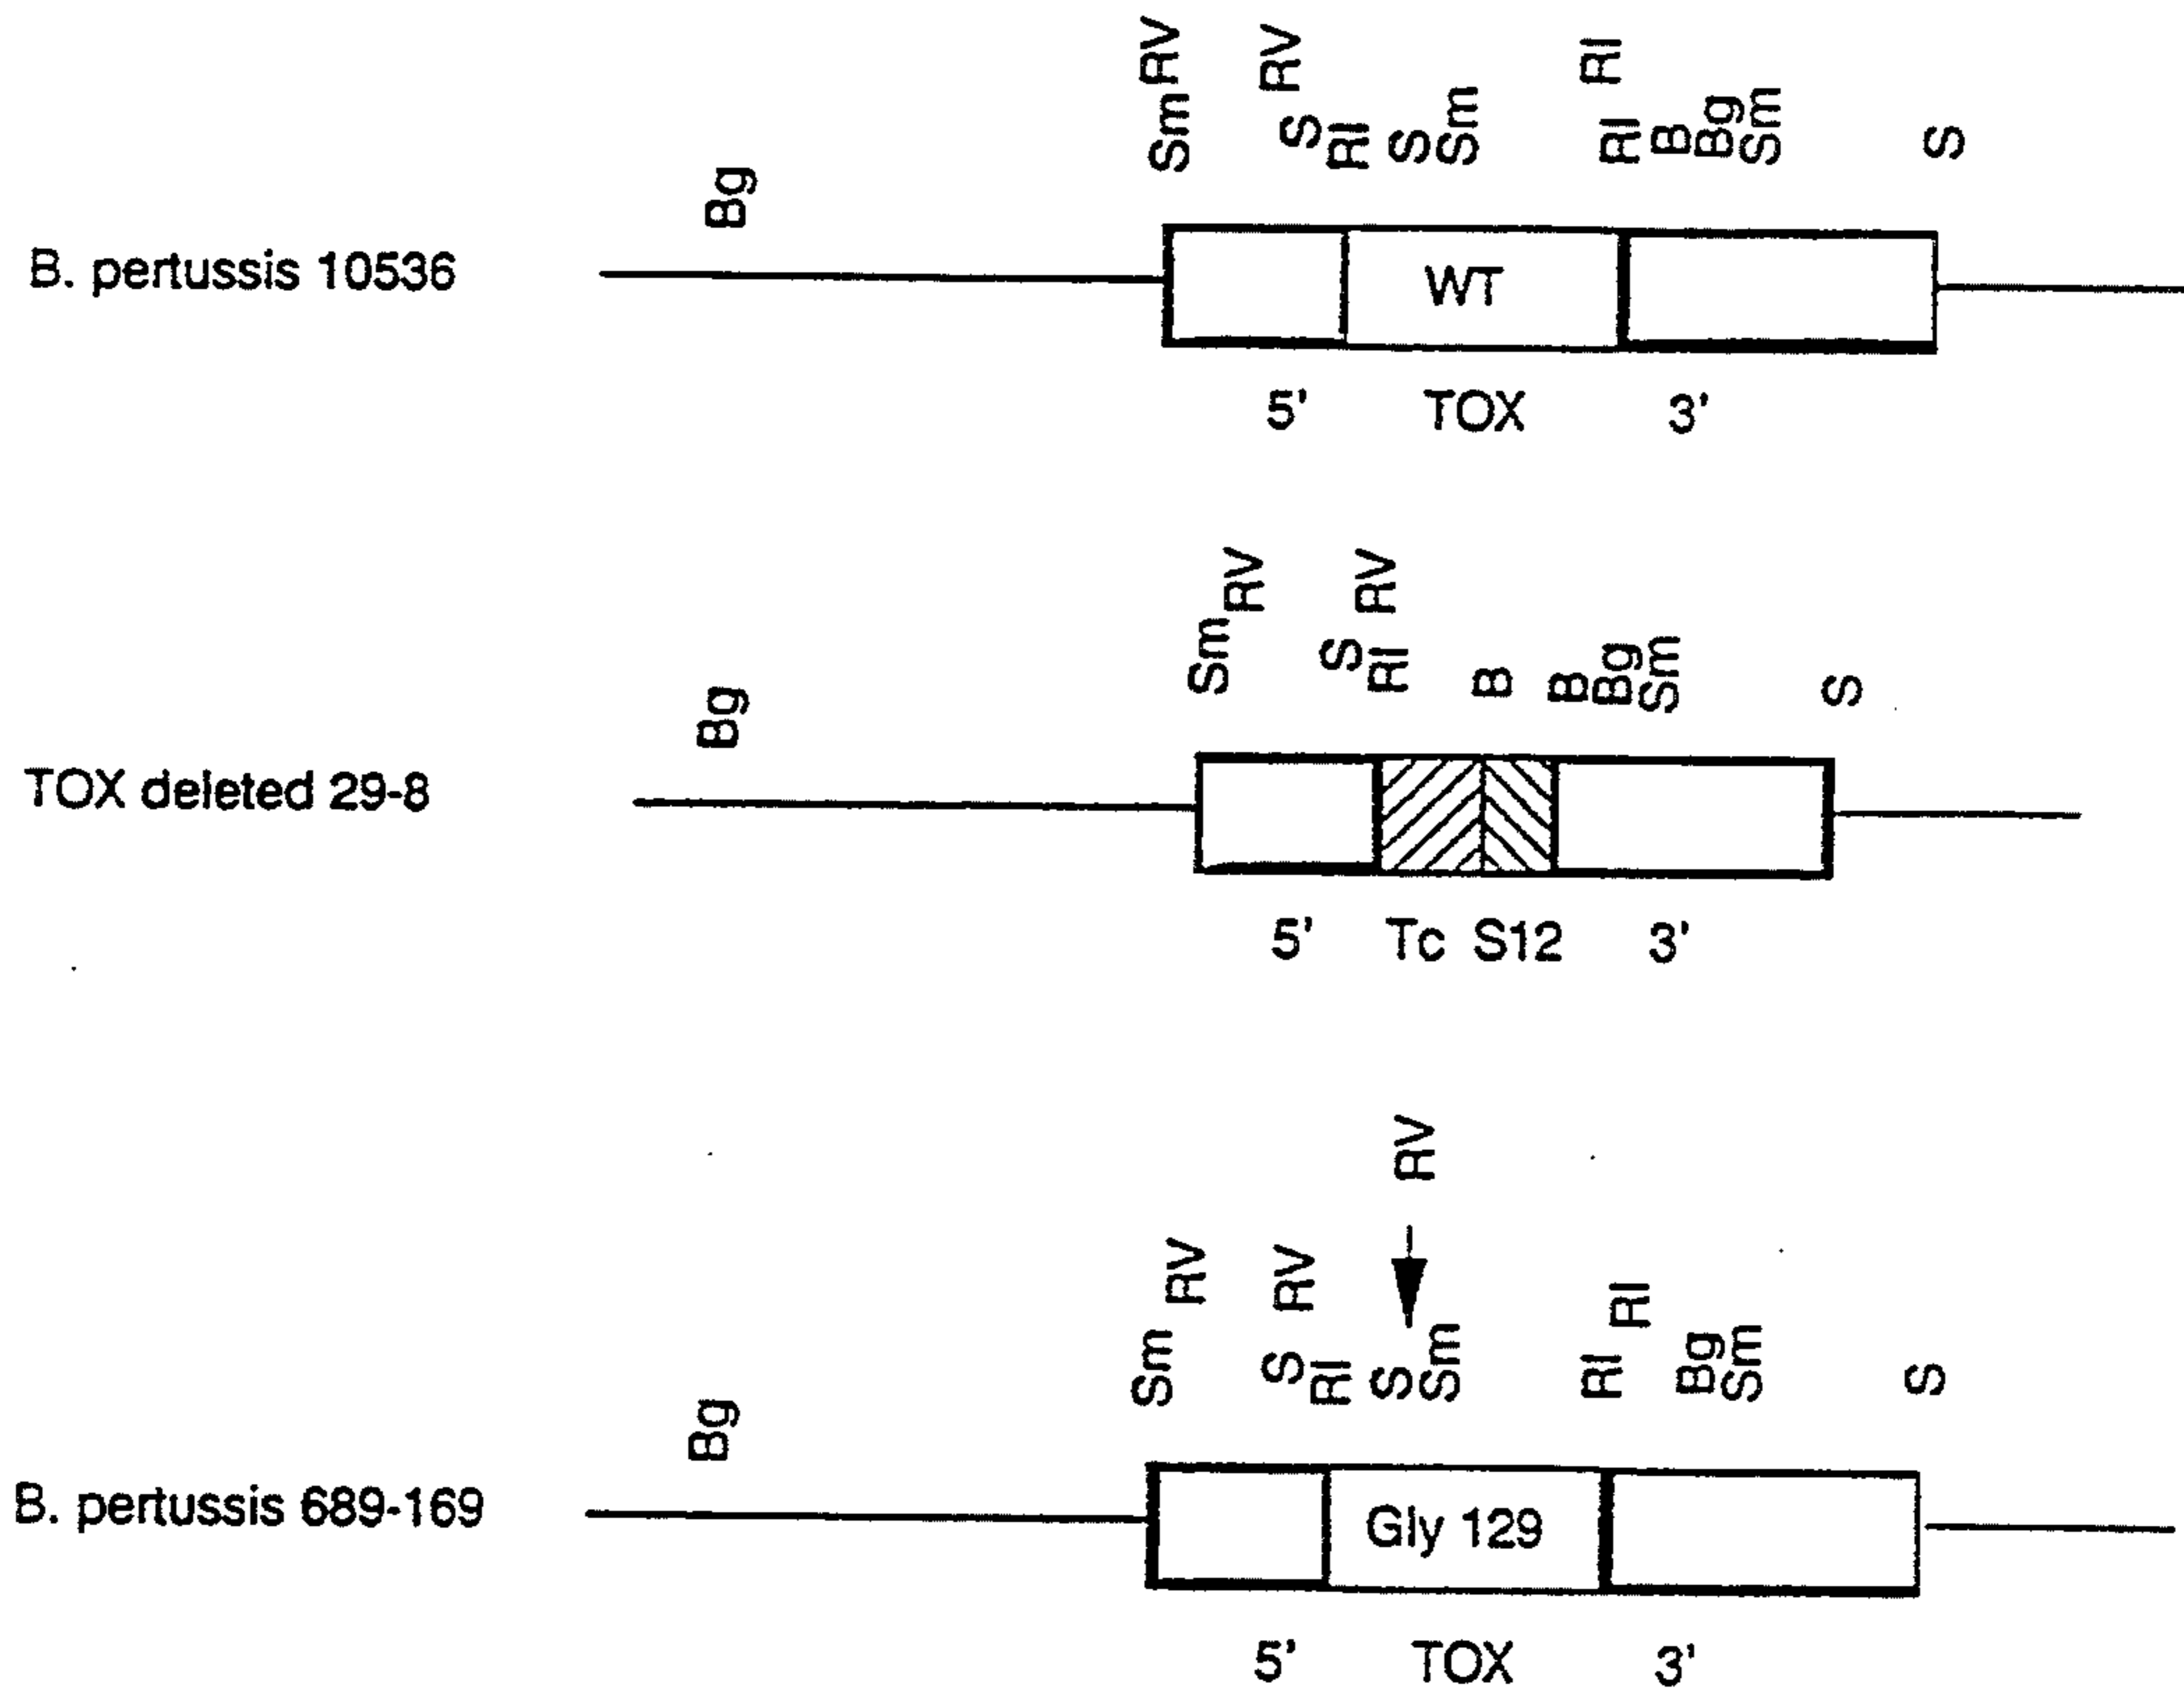 RV RV RI
Sm S RI S Sm RI B Bg Sm S
Bg
B. pertussis 10536
WT
5' TOX 3'
RV RV
Sm S RI B B Bg Sm S
Bg
TOX deleted 29-8
5' Tc S12 3'
RV
RV RV RI
Sm S RI S Sm RI Bg Sm S
Bg
B. pertussis 689-169
Gly 129
5' TOX 3'